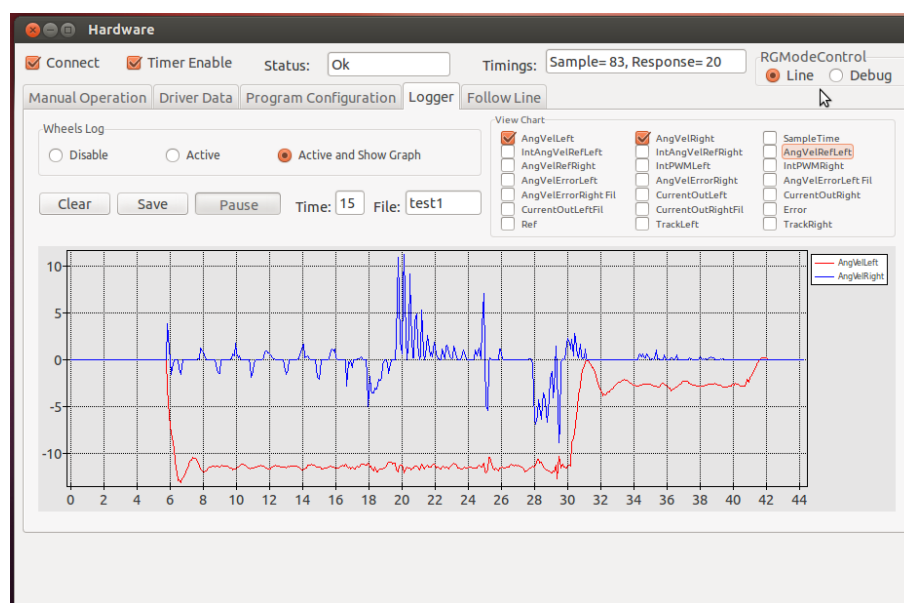 Hardware
Connect Timer Enable Status: Ok Timings: Sample= 83, Response= 20 RGModeControl
Line Debug
Manual Operation Driver Data Program Configuration Logger Follow Line
Wheels Log
Disable Active Active and Show Graph
View Chart
AngVelLeft AngVelRight SampleTime
IntAngVelRefLeft IntAngVelRefRight AngVelRefLeft
AngVelRefRight IntPWMLeft IntPWMRight
AngVelErrorLeft AngVelErrorRight AngVelErrorLeft Fil
AngVelErrorRight Fil CurrentOutLeft CurrentOutRight
CurrentOutLeftFil CurrentOutRightFil Error
Ref TrackLeft TrackRight
Clear Save Pause Time: 15 File: test1
10
5
0
-5
-10
0 2 4 6 8 10 12 14 16 18 20 22 24 26 28 30 32 34 36 38 40 42 44
AngVelLeft
AngVelRight